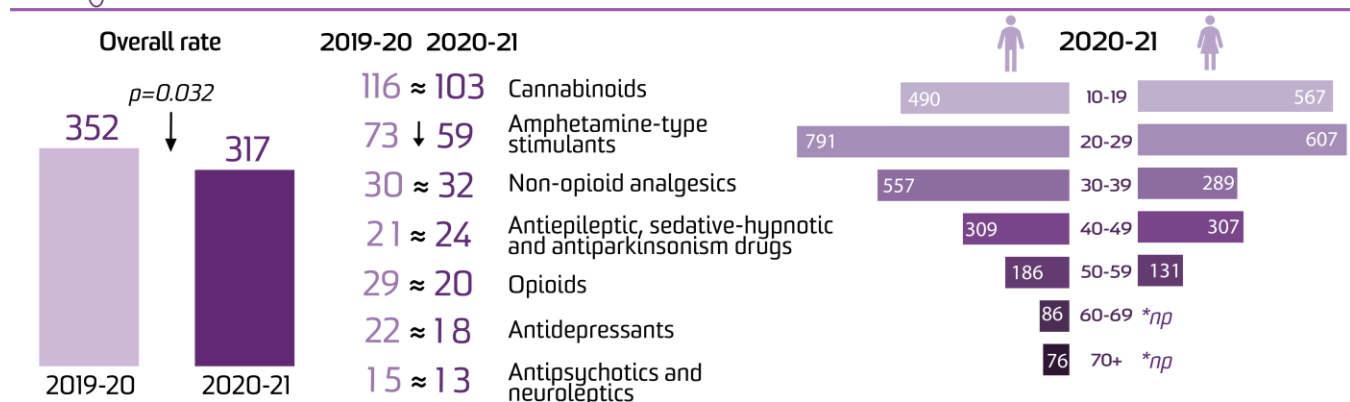 Overall rate
p=0.032
352
317
2019-20
2020-21
2019-20 2020-21
116 ≈ 103 Cannabinoids
73 ↓ 59 Amphetamine-type
stimulants
30 ≈ 32 Non-opioid analgesics
21 ≈ 24 Antiepileptic, sedative-hypnotic
and antiparkinsonism drugs
29 ≈ 20 Opioids
22 ≈ 18 Antidepressants
15 ≈ 13 Antipsychotics and
neuroleptics
2020-21
490 10-19 567
791 20-29 607
557 30-39 289
309 40-49 307
186 50-59 131
86 60-69 *np
76 70+ *np